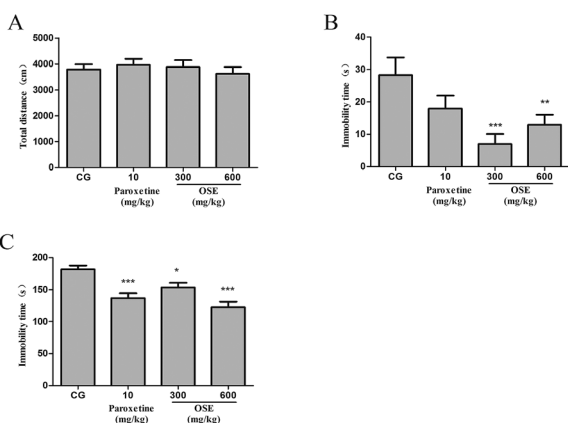 A
Total distance（cm）
5000
4000
3000
2000
1000
0
CG
10
300
600
Paroxetine
OSE
(mg/kg)
(mg/kg)
B
Immobility time（s）
40
30
20
10
0
***
**
CG
10
300
600
Paroxetine
OSE
(mg/kg)
(mg/kg)
C
Immobility time（s）
200
150
100
50
0
***
*
***
CG
10
300
600
Paroxetine
OSE
(mg/kg)
(mg/kg)